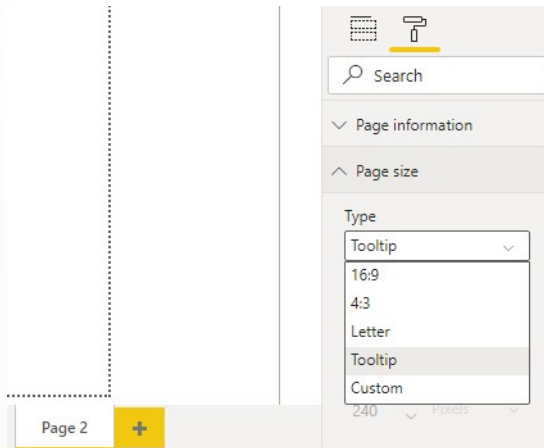 Search
Page information
Page size
Type
Tooltip
16:9
4:3
Letter
Tooltip
Custom
240 Pixels
Page 2